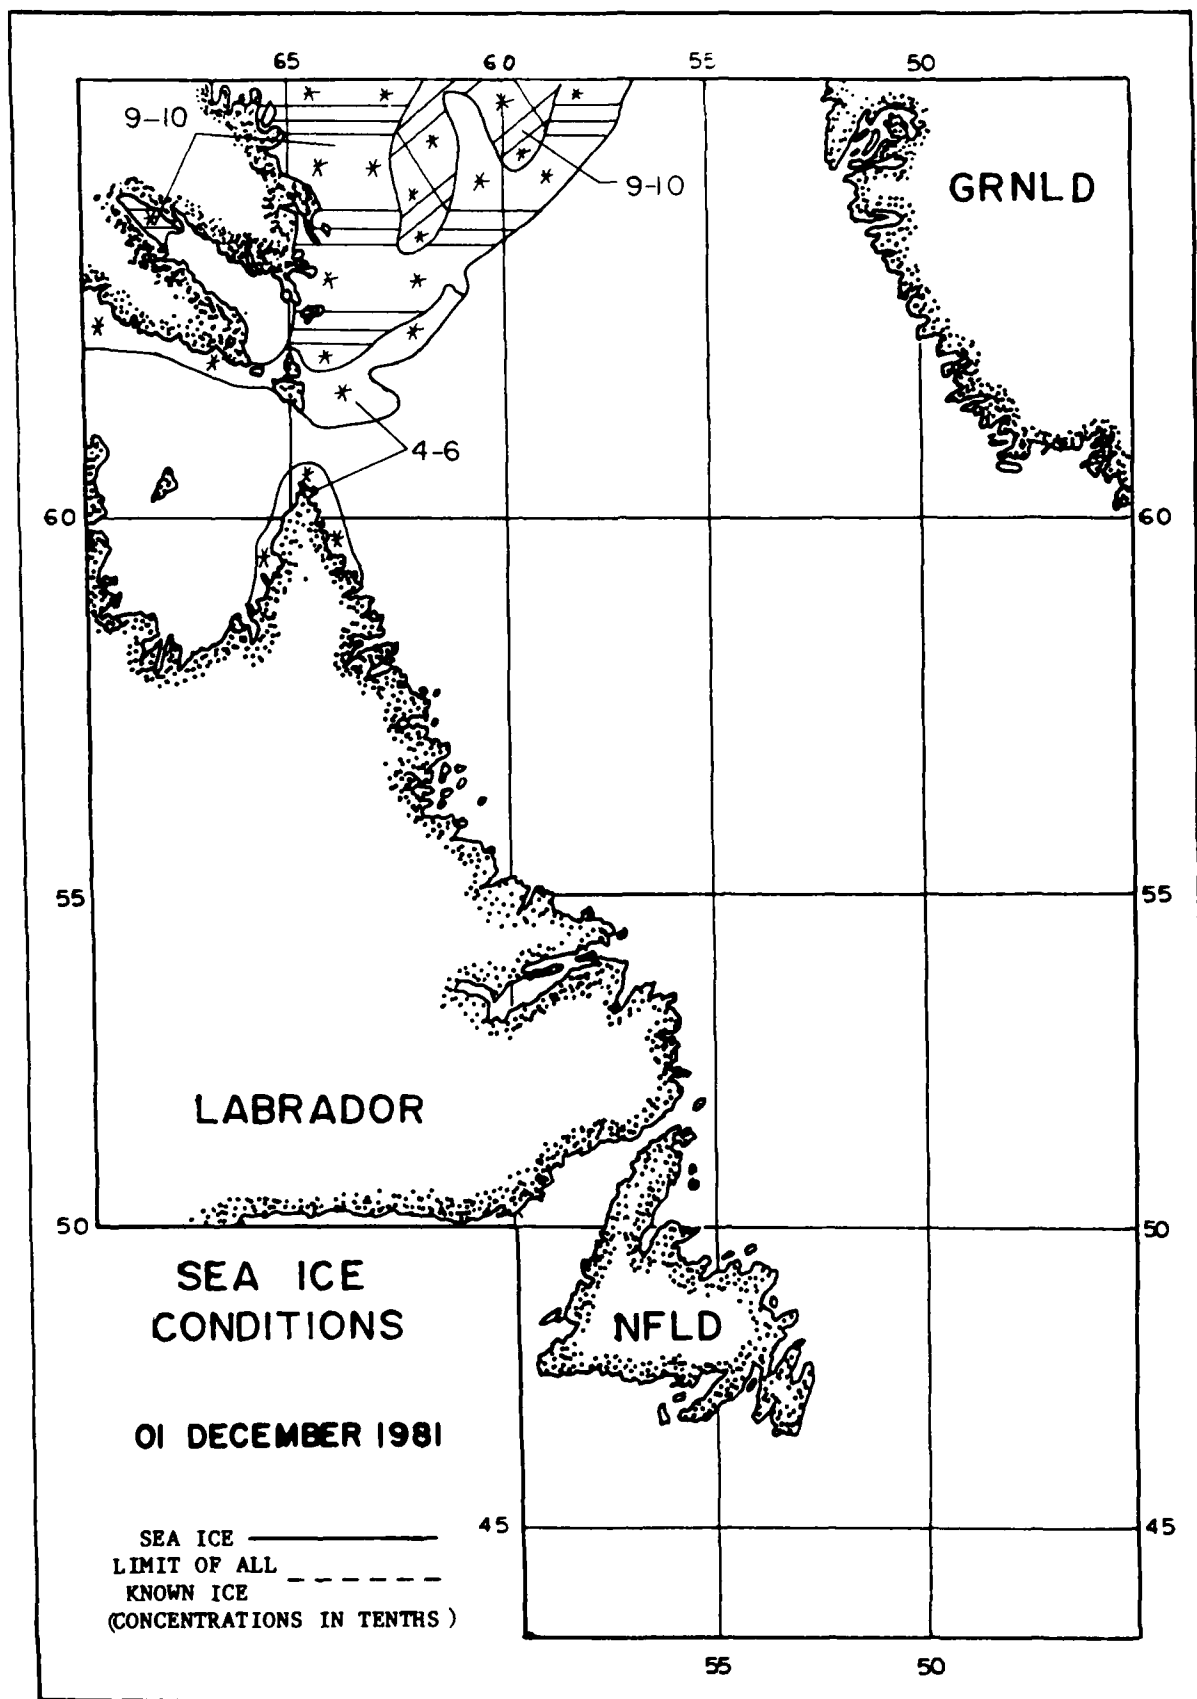 65 60 55 50
9-10
9-10
GRNLD
4-6
60 60
55 55
LABRADOR
50 50
SEA ICE
CONDITIONS
NFLD
01 DECEMBER 1981
45 45
SEA ICE
LIMIT OF ALL
KNOWN ICE
(CONCENTRATIONS IN TENTHS)
55 50